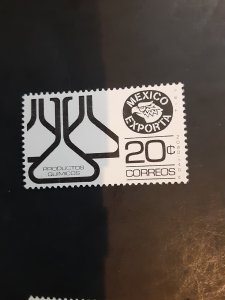 MEXICO
EXPORTA
20¢
CORREOS
PRODUCTOS
QUIMICOS